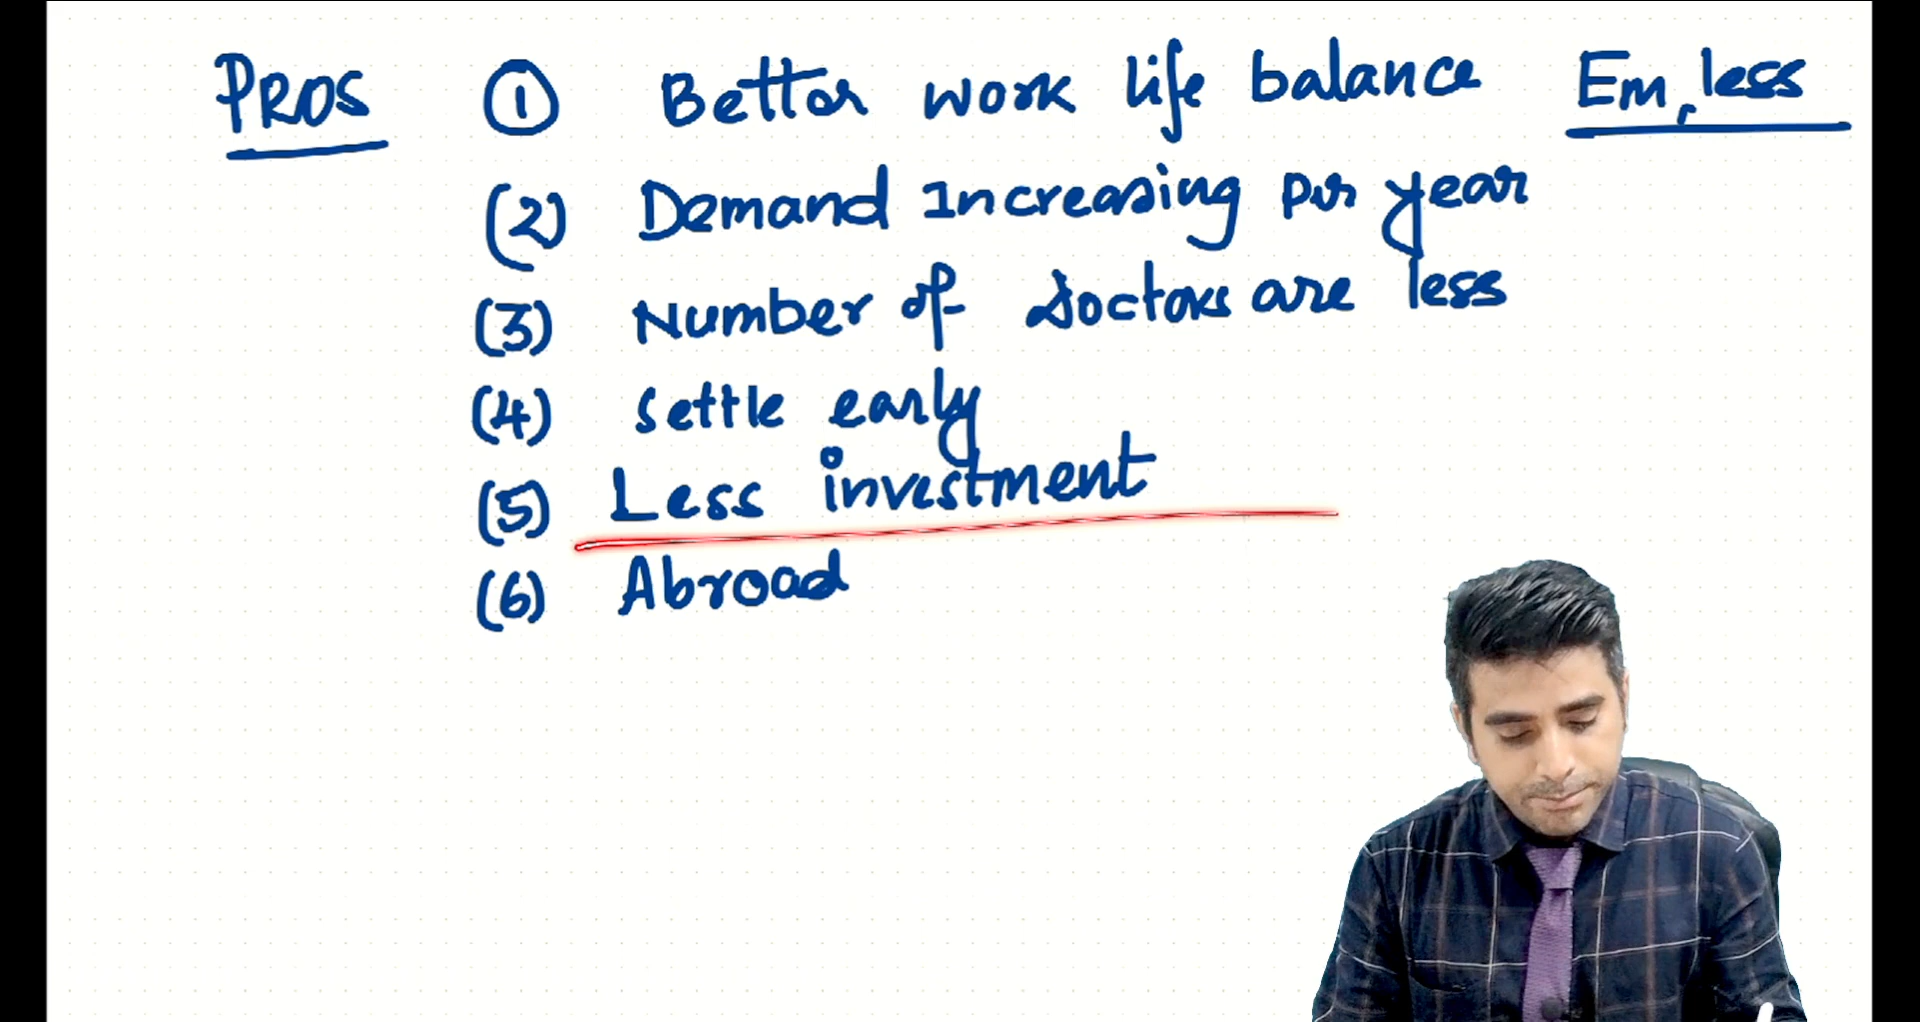 PROS (1) Better work life balance Em, less
(2) Demand Increasing per year
(3) Number of doctors are less
(4) Settle early
(5) Less investment
(6) Abroad